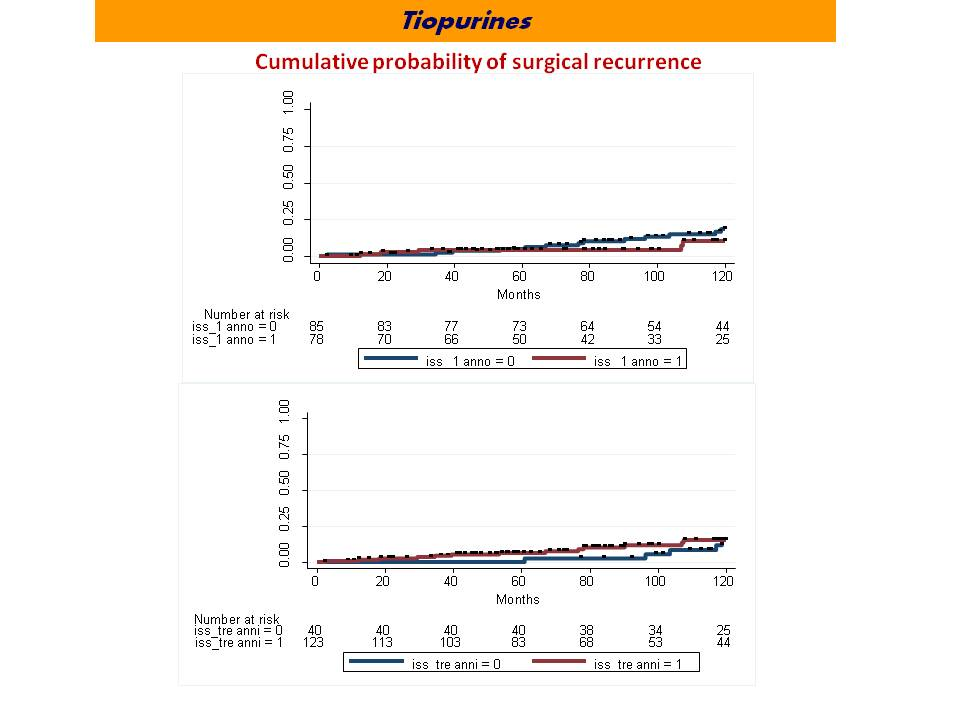 Tiopurines
Cumulative probability of surgical recurrence
1.00
0.75
0.50
0.25
0.00
0 20 40 60 80 100 120
Months
Number at risk
iss_1 anno = 0 85 83 77 73 64 54 44
iss_1 anno = 1 78 70 66 50 42 33 25
iss_1 anno = 0 iss_1 anno = 1
1.00
0.75
0.50
0.25
0.00
0 20 40 60 80 100 120
Months
Number at risk
iss_tre anni = 0 40 40 40 40 38 34 25
iss_tre anni = 1 123 113 103 83 68 53 44
iss_tre anni = 0 iss_tre anni = 1